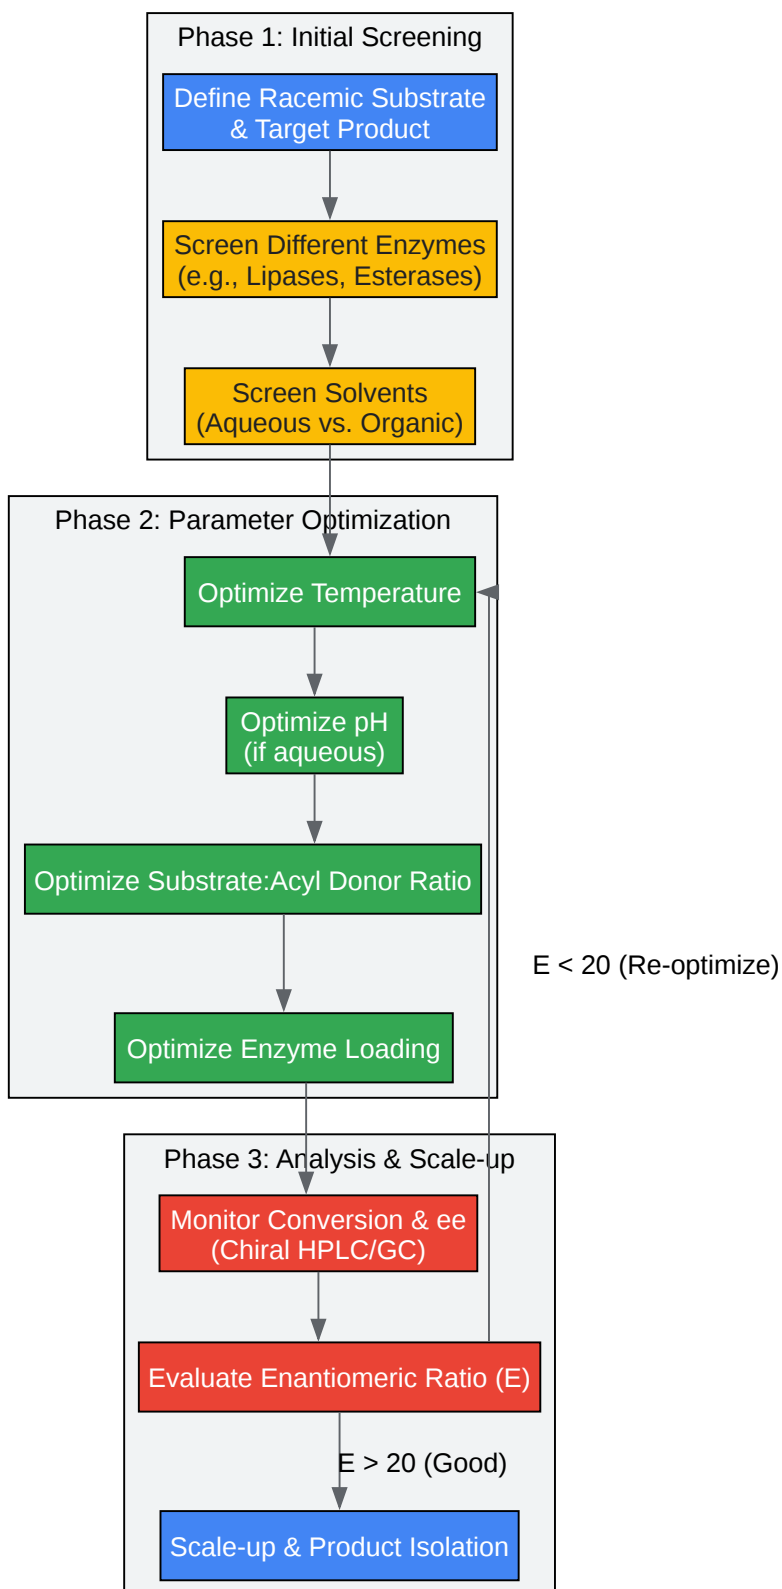 Phase 1: Initial Screening
Define Racemic Substrate
& Target Product
Screen Different Enzymes
(e.g., Lipases, Esterases)
Screen Solvents
(Aqueous vs. Organic)
Phase 2: Parameter Optimization
Optimize Temperature
Optimize pH
(if aqueous)
Optimize Substrate:Acyl Donor Ratio
E < 20 (Re-optimize)
Optimize Enzyme Loading
Phase 3: Analysis & Scale-up
Monitor Conversion & ee
(Chiral HPLC/GC)
Evaluate Enantiomeric Ratio (E)
E > 20 (Good)
Scale-up & Product Isolation